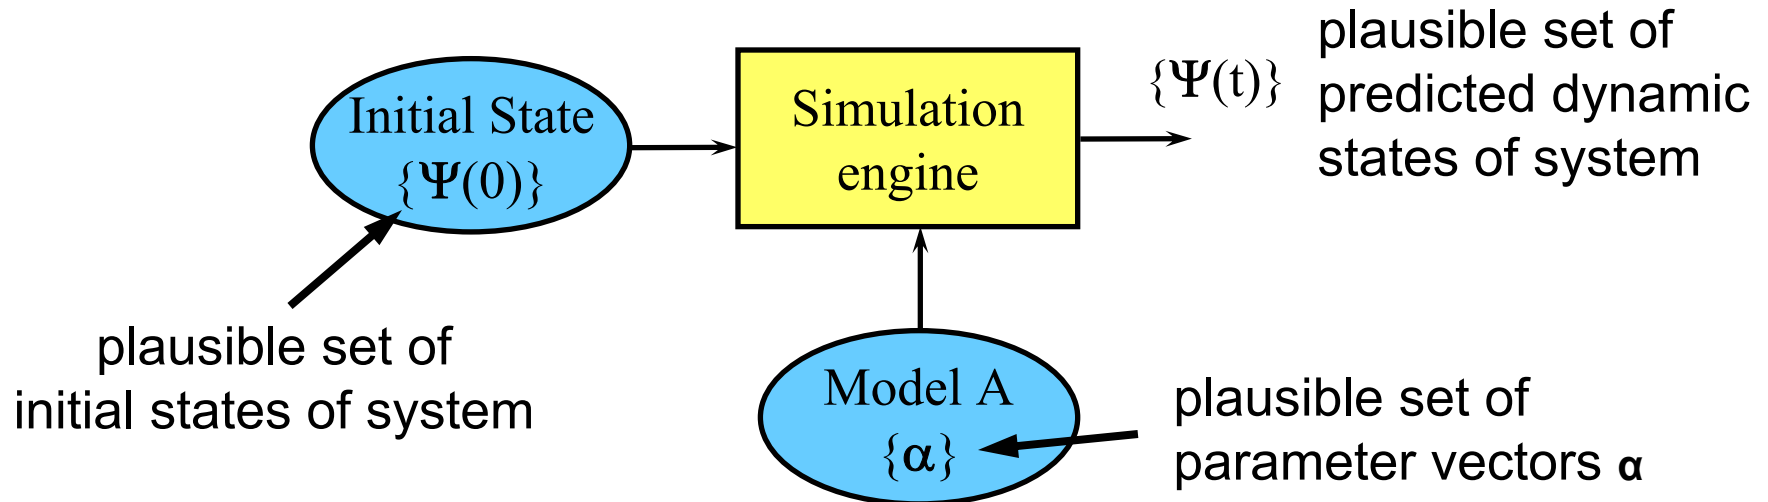 Initial State
{Ψ(0)}
Simulation
engine
{Ψ(t)}
plausible set of
predicted dynamic
states of system
plausible set of
initial states of system
Model A
{α}
plausible set of
parameter vectors α